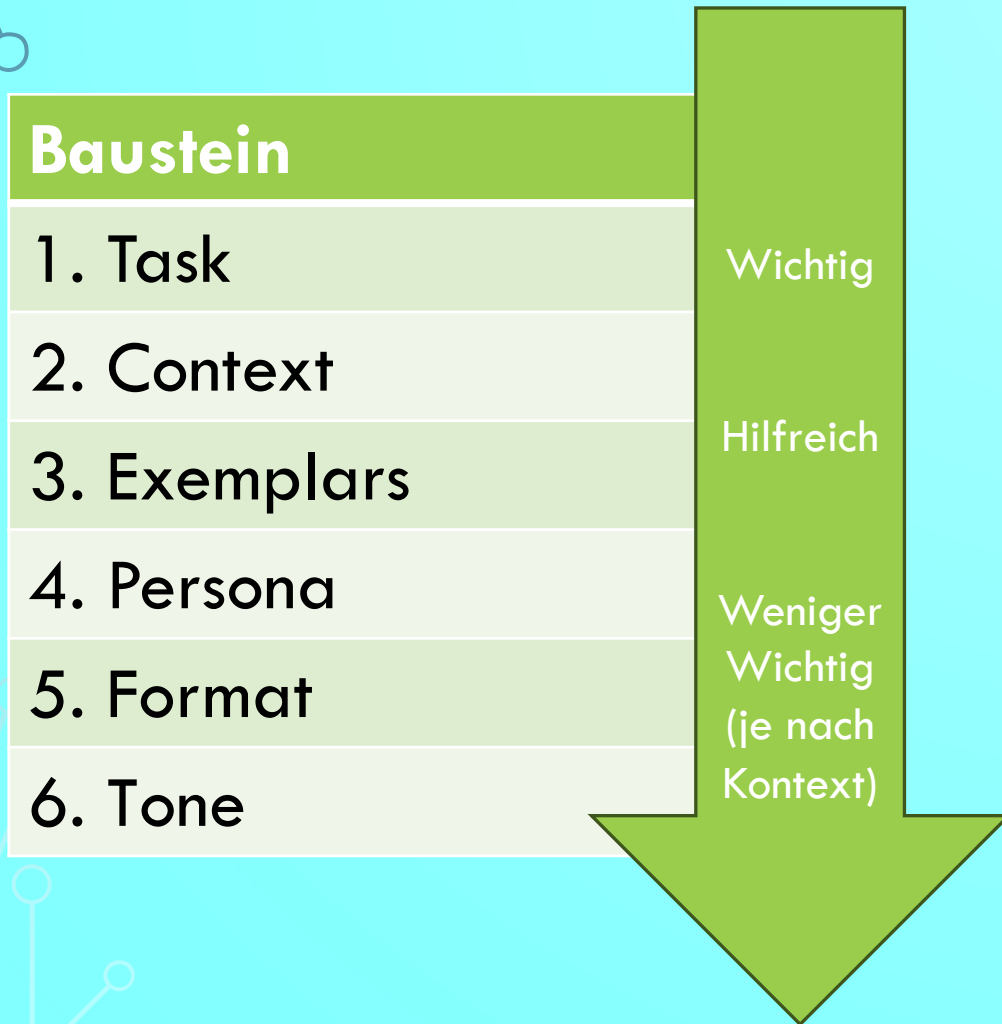 Baustein
1. Task
2. Context
3. Exemplars
4. Persona
5. Format
6. Tone
Wichtig
Hilfreich
Weniger
Wichtig
(je nach
Kontext)